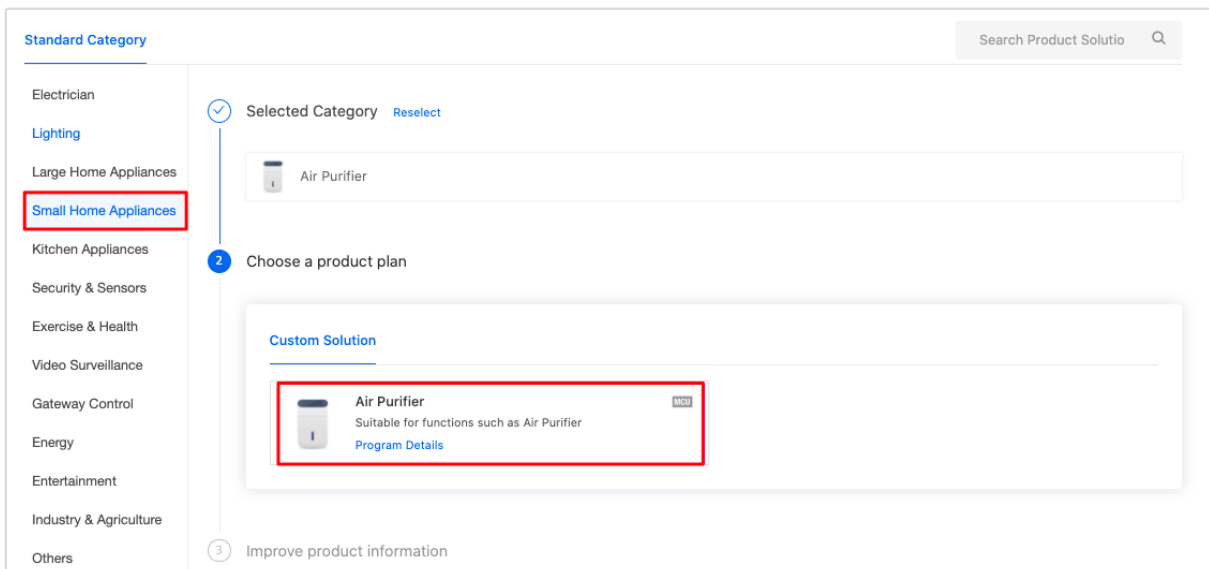 Standard Category
Search Product Solutio
Electrician
Lighting
Large Home Appliances
Small Home Appliances
Kitchen Appliances
Security & Sensors
Exercise & Health
Video Surveillance
Gateway Control
Energy
Entertainment
Industry & Agriculture
Others
Selected Category Reselect
Air Purifier
2 Choose a product plan
Custom Solution
Air Purifier MCU
Suitable for functions such as Air Purifier
Program Details
3 Improve product information